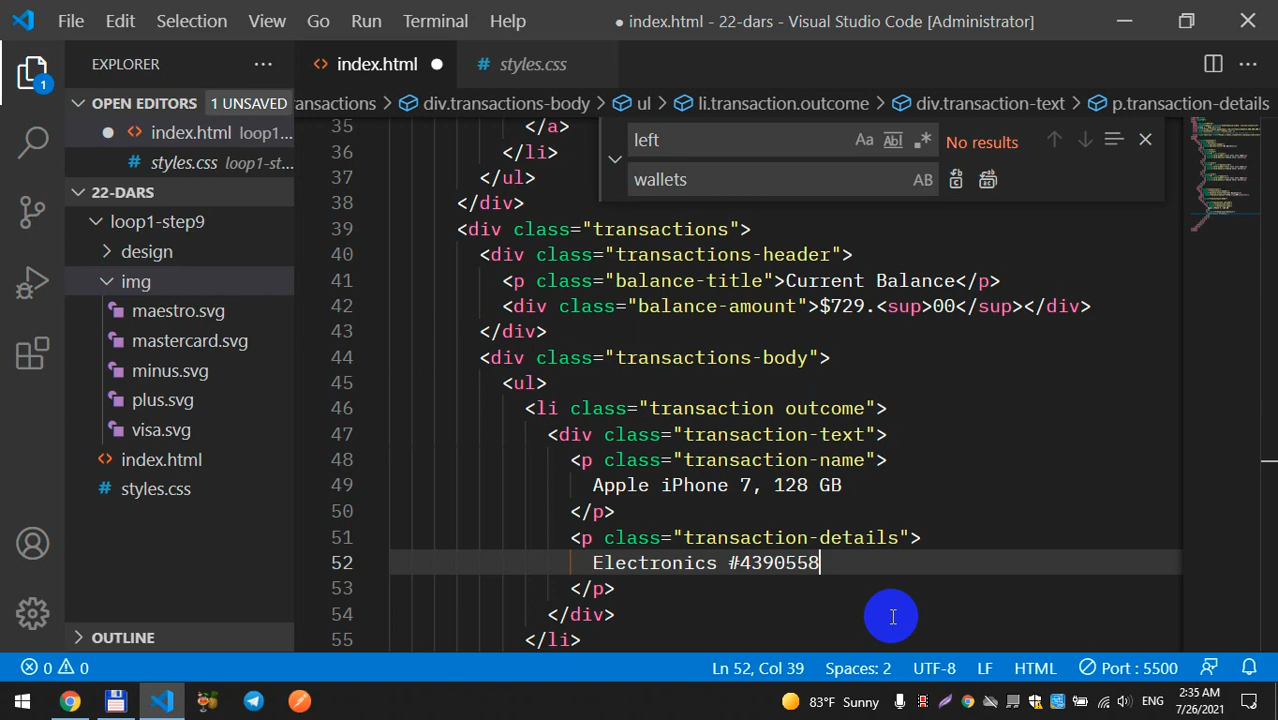 File Edit Selection View Go Run Terminal Help ● index.html - 22-dars - Visual Studio Code [Administrator]
EXPLORER ... <> index.html ● # styles.css ...
OPEN EDITORS 1 UNSAVED
● <> index.html loop1...
# styles.css loop1-st...
22-DARS
loop1-step9
design
img
maestro.svg
mastercard.svg
minus.svg
plus.svg
visa.svg
<> index.html
# styles.css
OUTLINE
1
ansactions > div.transactions-body > ul > li.transaction.outcome > div.transaction-text > p.transaction-details
left Aa Ab .* No results
wallets AB
35 </a>
36 </li>
37 </ul>
38 </div>
39 <div class="transactions">
40 <div class="transactions-header">
41 <p class="balance-title">Current Balance</p>
42 <div class="balance-amount">$729.<sup>00</sup></div>
43 </div>
44 <div class="transactions-body">
45 <ul>
46 <li class="transaction outcome">
47 <div class="transaction-text">
48 <p class="transaction-name">
49 Apple iPhone 7, 128 GB
50 </p>
51 <p class="transaction-details">
52 Electronics #4390558
53 </p>
54 </div>
55 </li>
0 0 Ln 52, Col 39 Spaces: 2 UTF-8 LF HTML Port : 5500
83°F Sunny ENG 2:35 AM
7/26/2021